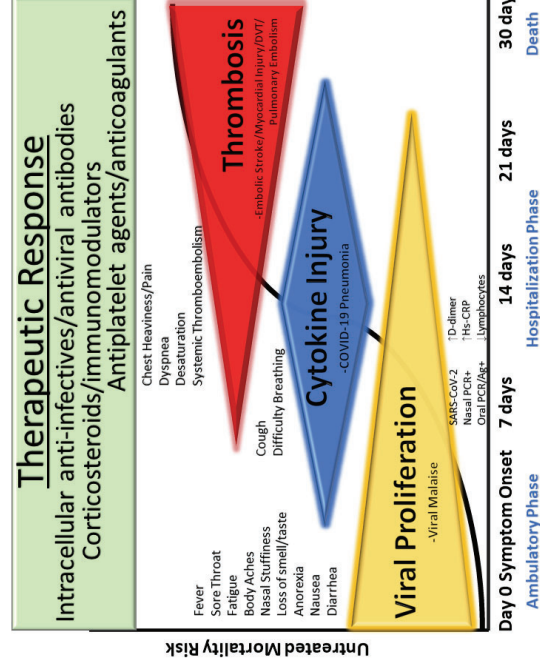 Therapeutic Response
Intracellular anti-infectives/antiviral antibodies
Corticosteroids/immunomodulators
Antiplatelet agents/anticoagulants
Untreated Mortality Risk
Chest Heaviness/Pain
Dyspnea
Desaturation
Systemic Thromboembolism
Thrombosis
-Embolic Stroke/Myocardial Injury/DVT/
Pulmonary Embolism
Cough
Difficulty Breathing
Cytokine Injury
-COVID-19 Pneumonia
Fever
Sore Throat
Fatigue
Body Aches
Nasal Stuffiness
Loss of smell/taste
Anorexia
Nausea
Diarrhea
Viral Proliferation
-Viral Malaise
SARS-CoV-2
Nasal PCR+
Oral PCR/Ag+
↑D-dimer
↑Hs-CRP
↓Lymphocytes
Day 0 Symptom Onset 7 days 14 days 21 days 30 day
Ambulatory Phase Hospitalization Phase Death